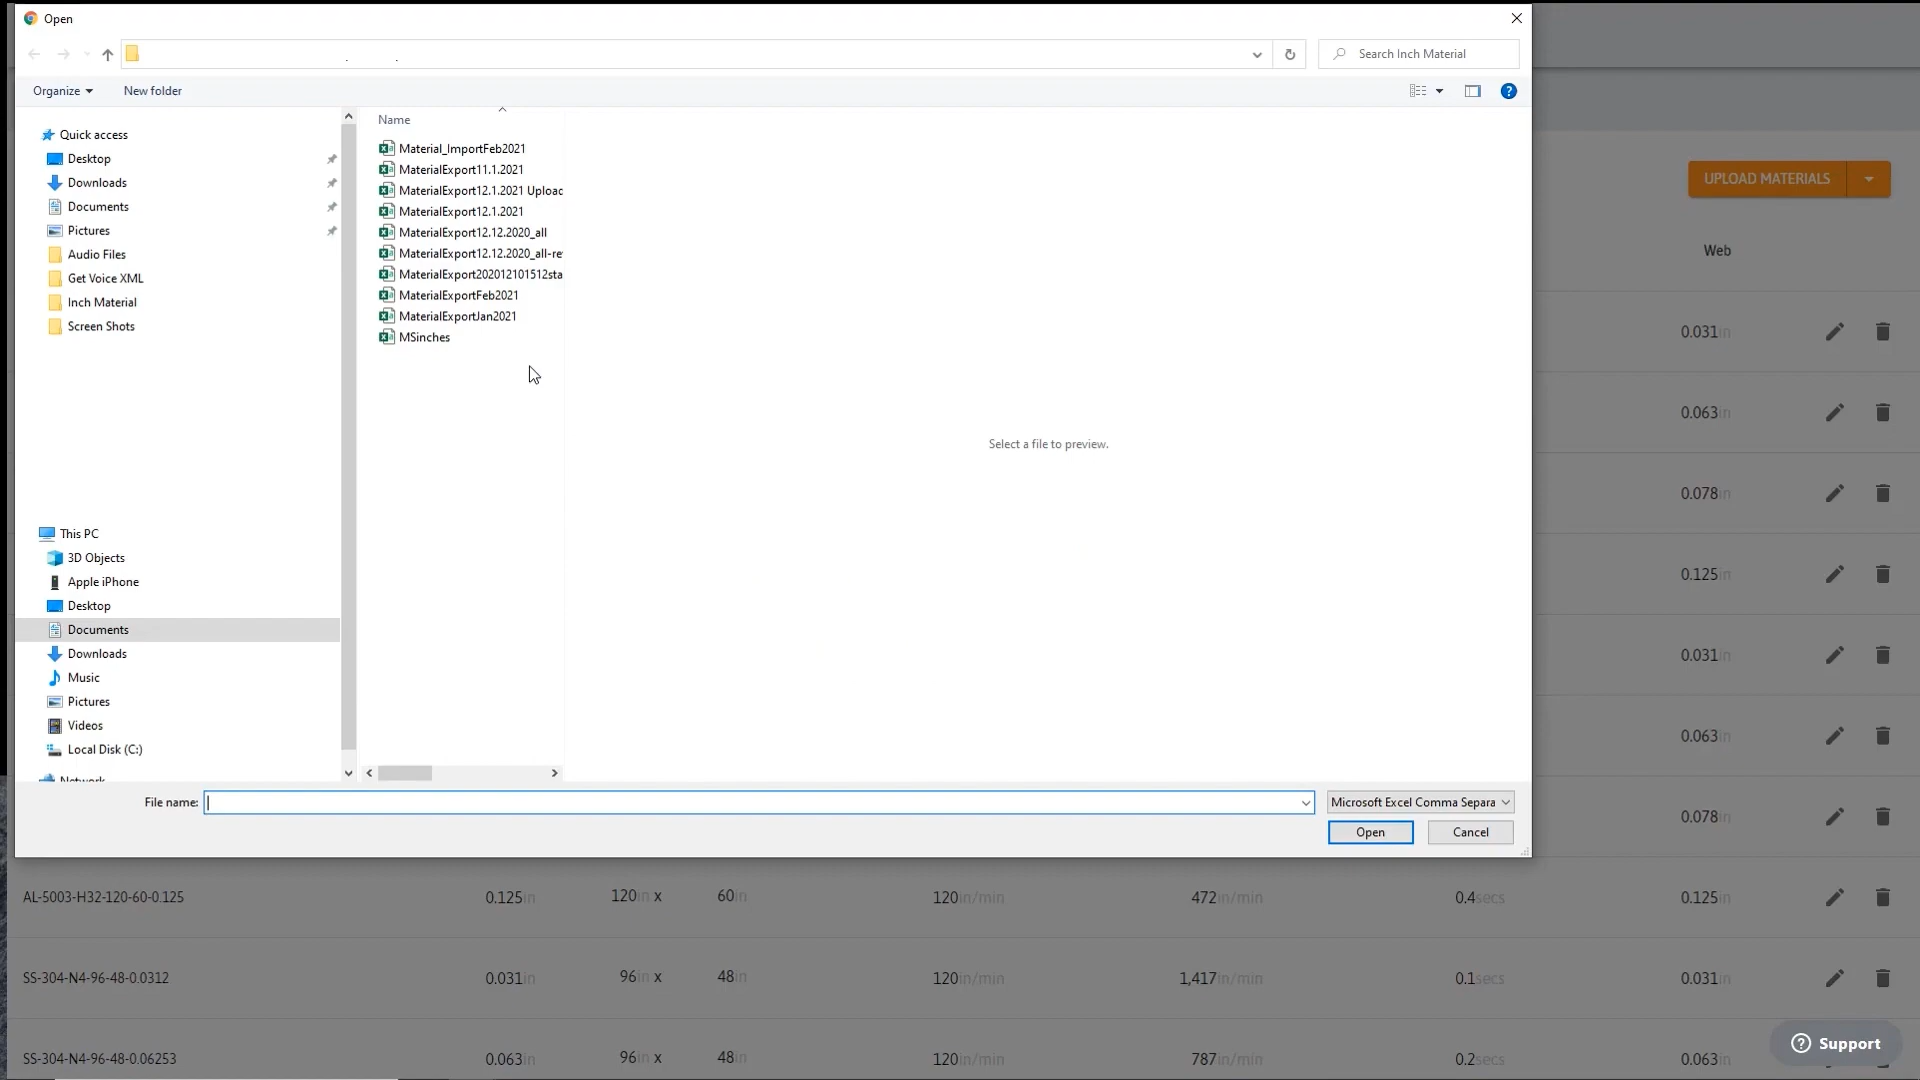 Open
Search Inch Material
Organize
New folder
Quick access
Desktop
Downloads
Documents
Pictures
Audio Files
Get Voice XML
Inch Material
Screen Shots
This PC
3D Objects
Apple iPhone
Desktop
Documents
Downloads
Music
Pictures
Videos
Local Disk (C:)
Network
Name
Material_ImportFeb2021
MaterialExport11.1.2021
MaterialExport12.1.2021 Upload
MaterialExport12.1.2021
MaterialExport12.12.2020_all
MaterialExport12.12.2020_all-re
MaterialExport202012101512sta
MaterialExportFeb2021
MaterialExportJan2021
MSinches
Select a file to preview.
File name:
Microsoft Excel Comma Separa
Open
Cancel
UPLOAD MATERIALS
Web
0.031in
0.063in
0.078in
0.125in
0.031in
0.063in
0.078in
AL-5003-H32-120-60-0.125 0.125in 120in x 60in 120in/min 472in/min 0.4secs 0.125in
SS-304-N4-96-48-0.0312 0.031in 96in x 48in 120in/min 1,417in/min 0.1secs 0.031in
SS-304-N4-96-48-0.06253 0.063in 96in x 48in 120in/min 787in/min 0.2secs 0.063in
Support